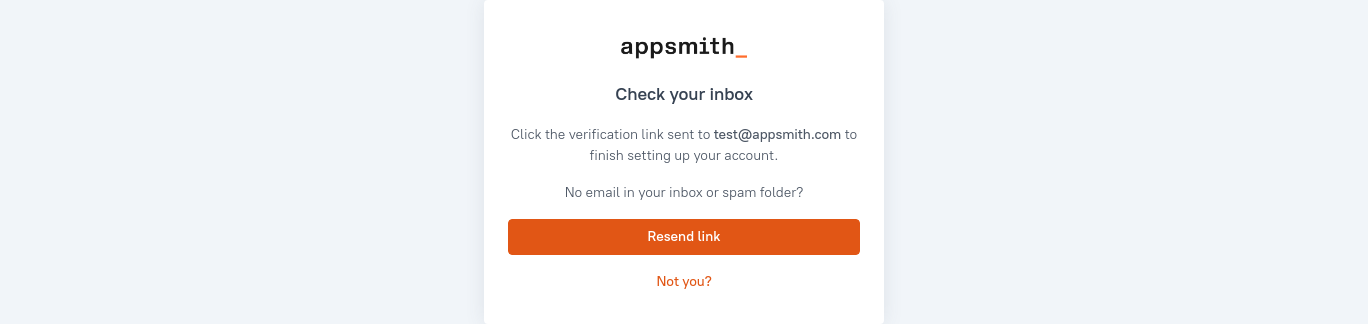 appsmith_
Check your inbox
Click the verification link sent to test@appsmith.com to
finish setting up your account.
No email in your inbox or spam folder?
Resend link
Not you?